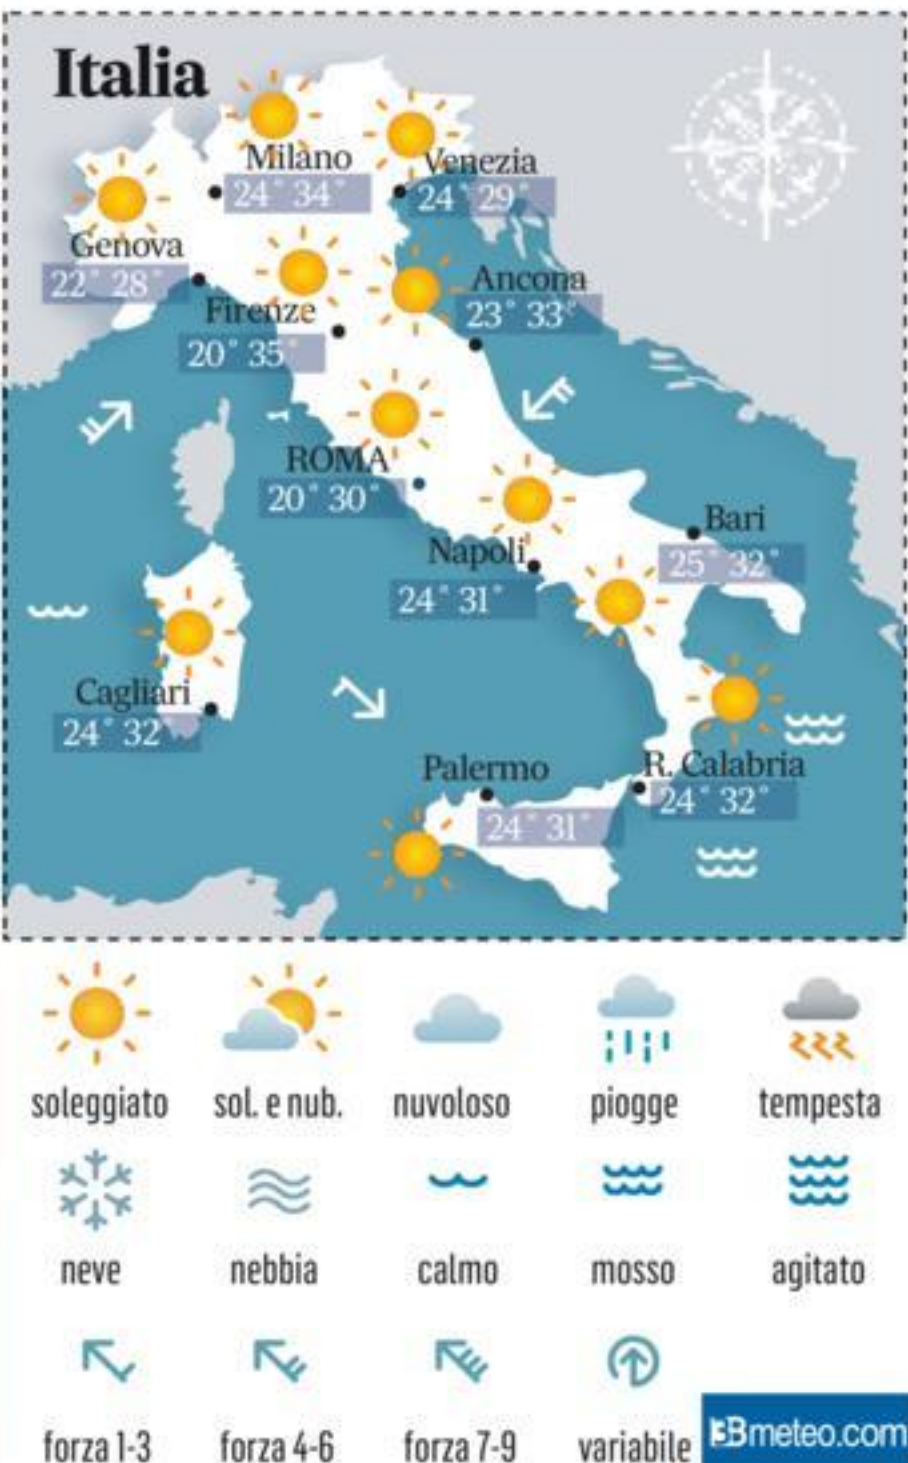 Italia
Milano
24° 34°
Venezia
24° 29°
Genova
22° 28°
Firenze
20° 35°
Ancona
23° 33°
ROMA
20° 30°
Napoli
24° 31°
Bari
25° 32°
Cagliari
24° 32°
Palermo
24° 31°
R. Calabria
24° 32°
soleggiato
sol. e nub.
nuvoloso
piogge
tempesta
neve
nebbia
calmo
mosso
agitato
forza 1-3
forza 4-6
forza 7-9
variabile
3Bmeteo.com